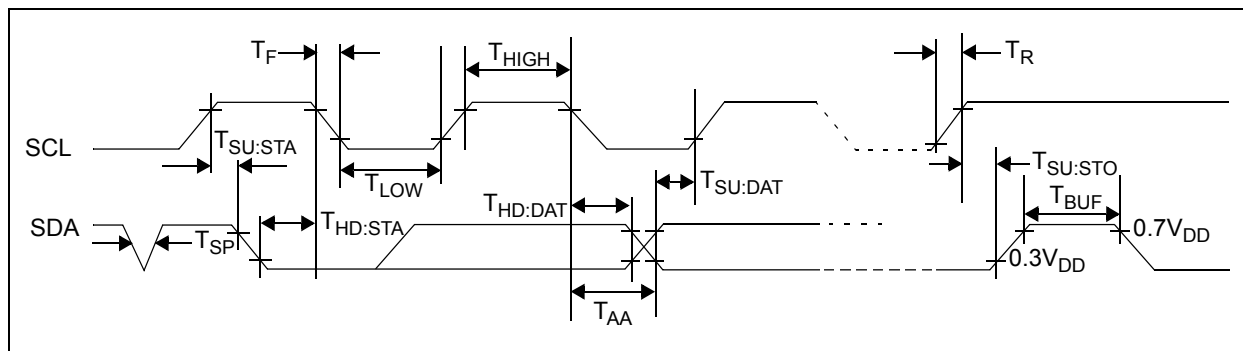 TF
THIGH
TR
SCL
TSU:STA
TLOW
TSU:DAT
TSU:STO
SDA
TSP
THD:STA
THD:DAT
TBUF
0.7VDD
0.3VDD
TAA